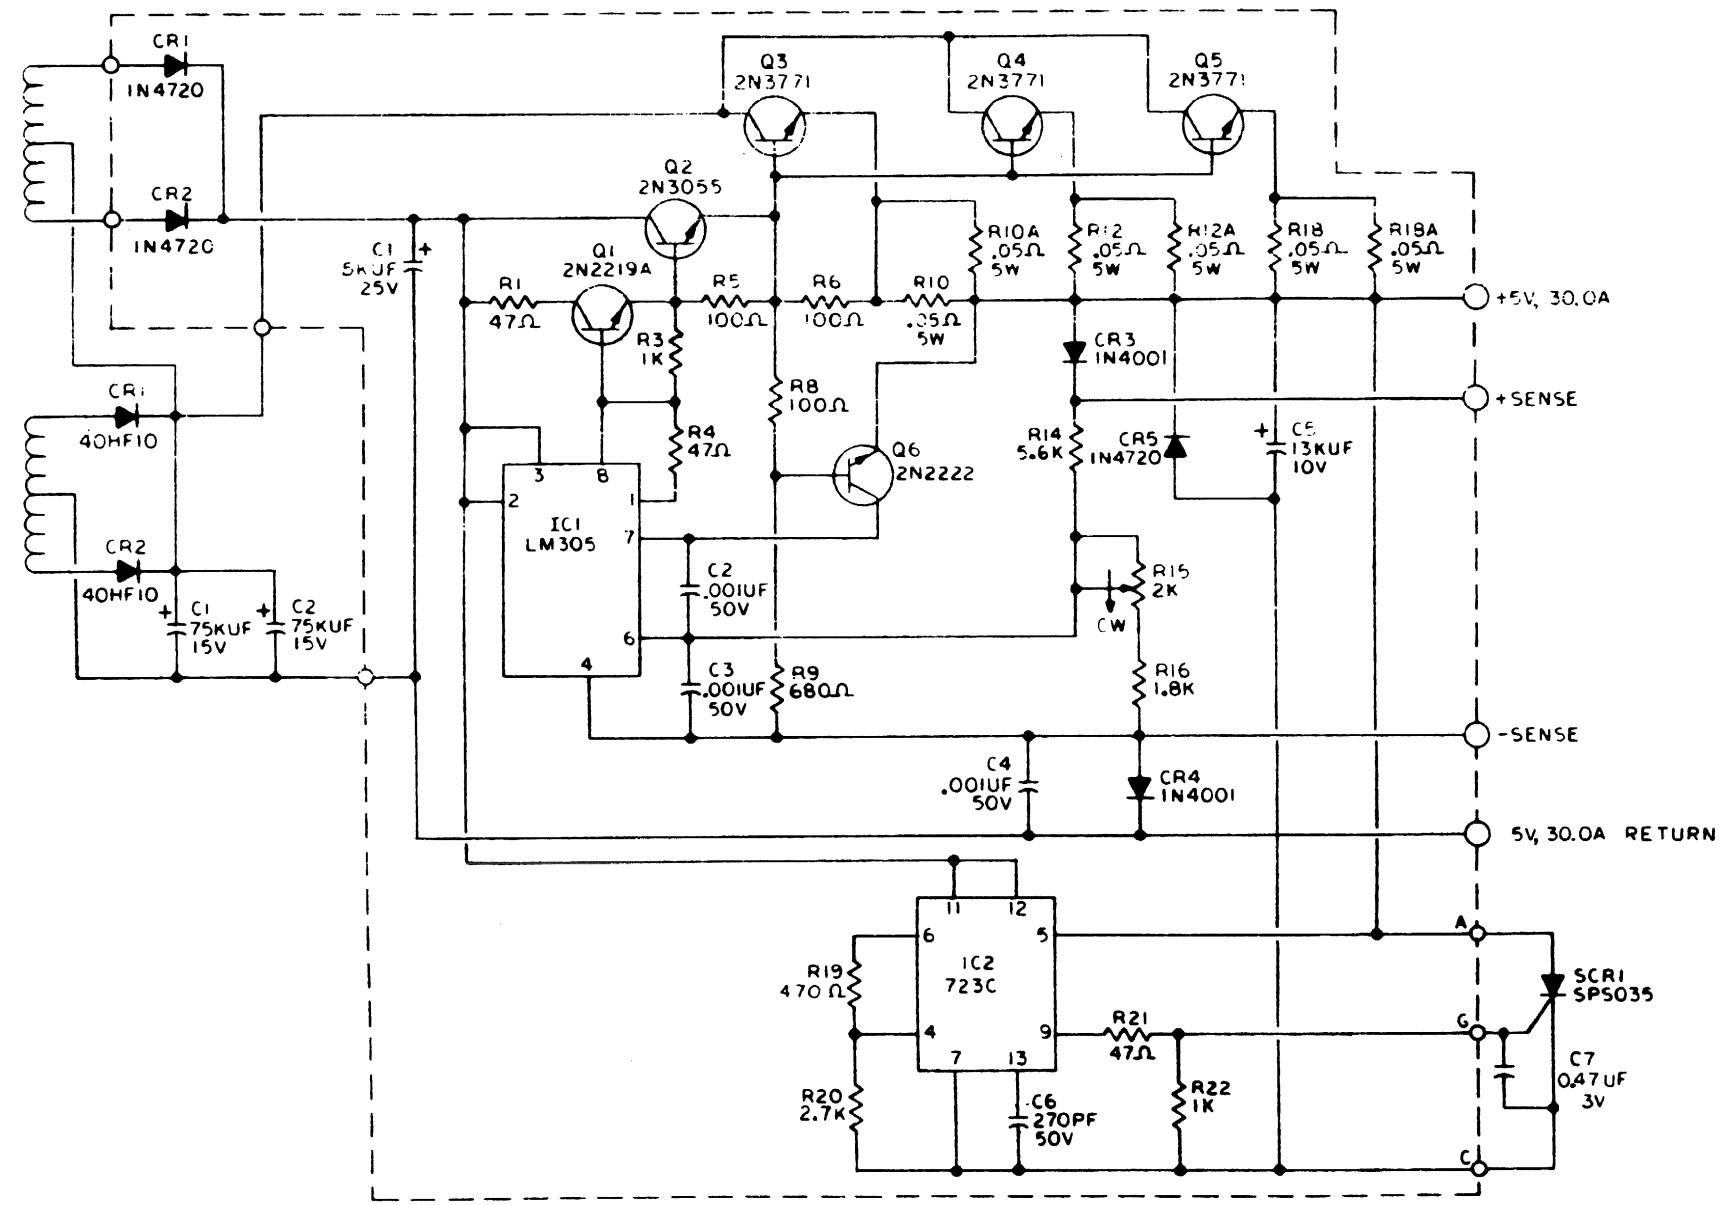 CR1
1N4720
CR2
1N4720
C1
5KUF
25V
+
Q3
2N3771
Q4
2N3771
Q5
2N3771
Q2
2N3055
Q1
2N2219A
R1
47Ω
R5
100Ω
R6
100Ω
R10
.05Ω
5W
R10A
.05Ω
5W
R12
.05Ω
5W
R12A
.05Ω
5W
R18
.05Ω
5W
R18A
.05Ω
5W
+5V, 30.0A
R3
1K
R4
47Ω
R8
100Ω
CR3
1N4001
+SENSE
R14
5.6K
CR5
1N4720
+
C5
13KUF
10V
Q6
2N2222
CR1
40HF10
CR2
40HF10
+
C1
75KUF
15V
+
C2
75KUF
15V
3
8
2
1
IC1
LM305
7
6
4
C2
.001UF
50V
C3
.001UF
50V
R9
680Ω
R15
2K
CW
R16
1.8K
-SENSE
C4
.001UF
50V
CR4
1N4001
5V, 30.0A RETURN
11
12
6
5
IC2
723C
4
9
7
13
R19
470Ω
R20
2.7K
C6
270PF
50V
R21
47Ω
R22
1K
A
G
C
SCR1
SPS035
C7
0.47UF
3V